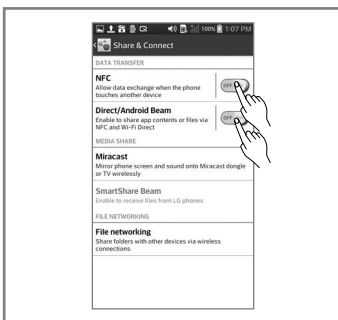 100% 1:07 PM
Share & Connect
DATA TRANSFER
NFC
Allow data exchange when the phone
touches another device
OFF
Direct/Android Beam
Enable to share app contents or files via
NFC and Wi-Fi Direct
OFF
MEDIA SHARE
Miracast
Mirror phone screen and sound onto Miracast dongle
or TV wirelessly
SmartShare Beam
Enable to receive files from LG phones
FILE NETWORKING
File networking
Share folders with other devices via wireless
connections